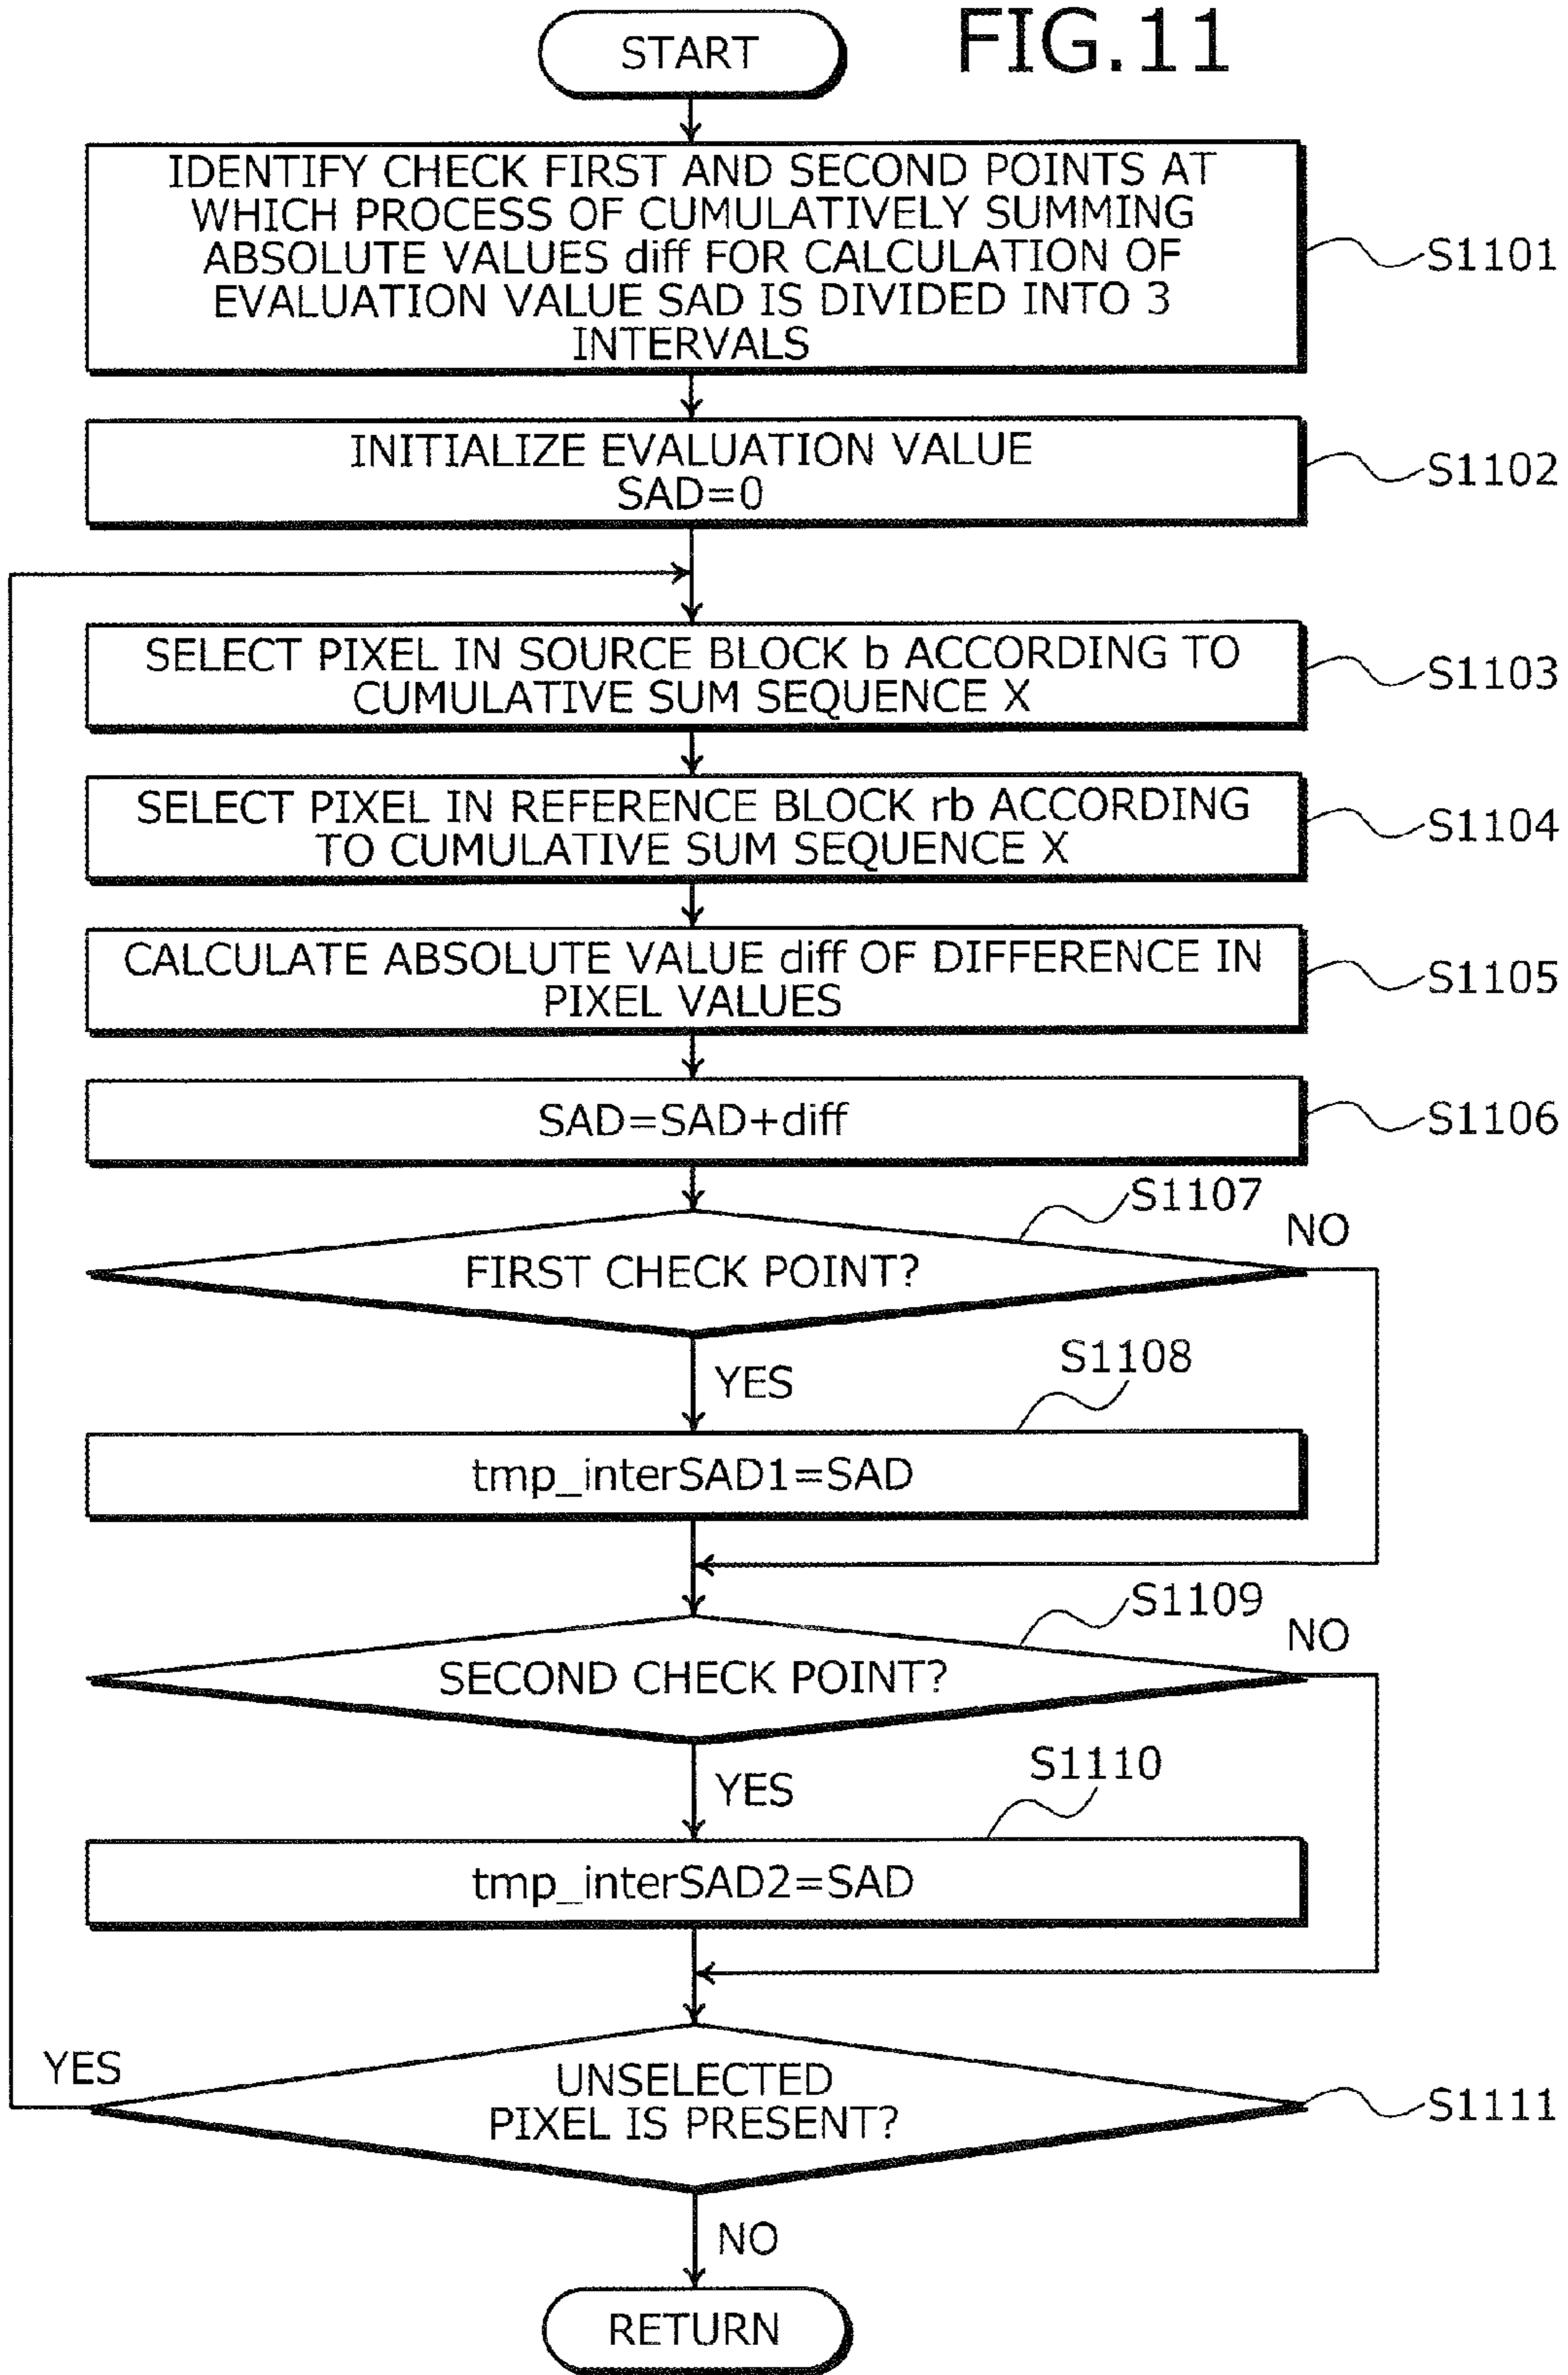 START
FIG.11
IDENTIFY CHECK FIRST AND SECOND POINTS AT
WHICH PROCESS OF CUMULATIVELY SUMMING
ABSOLUTE VALUES diff FOR CALCULATION OF
EVALUATION VALUE SAD IS DIVIDED INTO 3
INTERVALS
S1101
INITIALIZE EVALUATION VALUE
SAD=0
S1102
SELECT PIXEL IN SOURCE BLOCK b ACCORDING TO
CUMULATIVE SUM SEQUENCE X
S1103
SELECT PIXEL IN REFERENCE BLOCK rb ACCORDING
TO CUMULATIVE SUM SEQUENCE X
S1104
CALCULATE ABSOLUTE VALUE diff OF DIFFERENCE IN
PIXEL VALUES
S1105
SAD=SAD+diff
S1106
S1107
NO
FIRST CHECK POINT?
YES
S1108
tmp_interSAD1=SAD
S1109
NO
SECOND CHECK POINT?
YES
S1110
tmp_interSAD2=SAD
YES
UNSELECTED
PIXEL IS PRESENT?
S1111
NO
RETURN